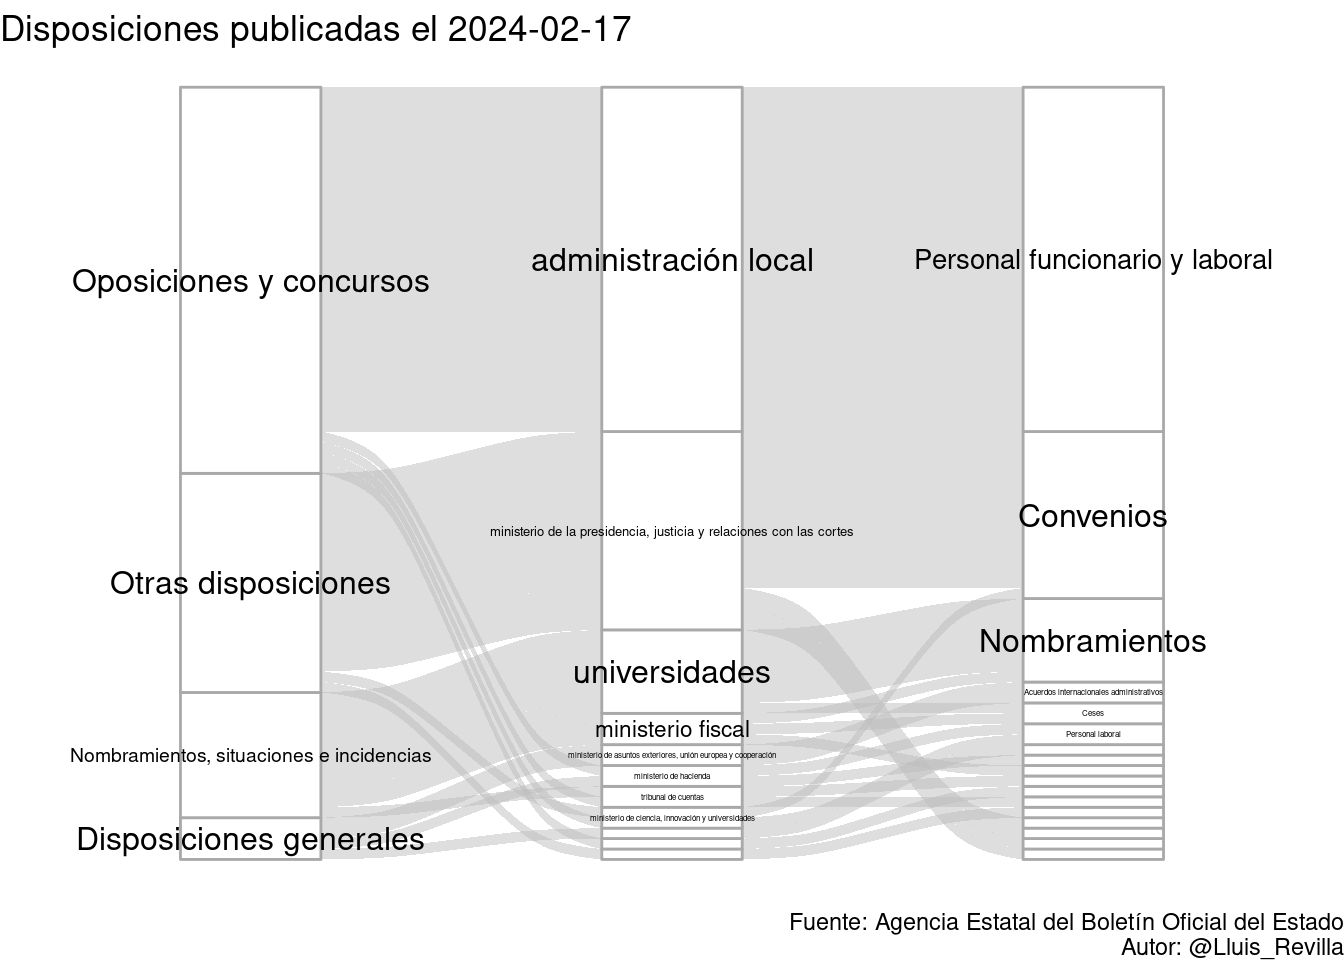 Disposiciones publicadas el 2024-02-17
Oposiciones y concursos
Otras disposiciones
Nombramientos, situaciones e incidencias
Disposiciones generales
administración local
ministerio de la presidencia, justicia y relaciones con las cortes
universidades
ministerio fiscal
ministerio de asuntos exteriores, unión europea y cooperación
ministerio de hacienda
tribunal de cuentas
ministerio de ciencia, innovación y universidades
Personal funcionario y laboral
Convenios
Nombramientos
Acuerdos internacionales administrativos
Ceses
Personal laboral
Fuente: Agencia Estatal del Boletín Oficial del Estado
Autor: @Lluis_Revilla